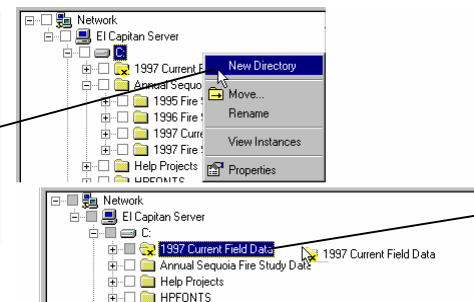 Network
El Capitan Server
C:
1997 Current F
New Directory
Annual Sequo
Move...
1995 Fire S
1996 Fire S
Rename
1997 Curre
View Instances
1997 Fire S
Help Projects
Properties
HPFONTS
Network
El Capitan Server
C:
1997 Current Field Data
1997 Current Field Data
Annual Sequoia Fire Study Data
Help Projects
HPFONTS